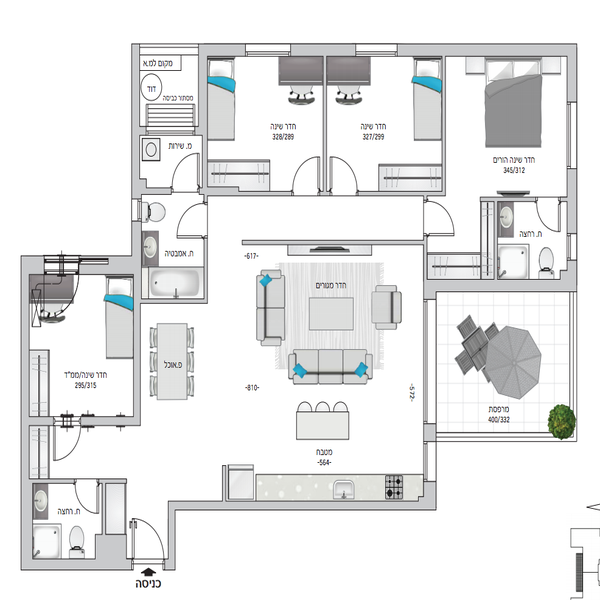 מקום למ.א
דוד
מסתור כביסה
מ. שירות
חדר שינה
328/289
חדר שינה
327/299
חדר שינה הורים
345/312
ח. אמבטיה
ח. רחצה
-617-
חדר מגורים
חדר שינה/ממ"ד
295/315
פ.אוכל
-810-
-572-
מרפסת
400/332
מטבח
-564-
ח. רחצה
כניסה